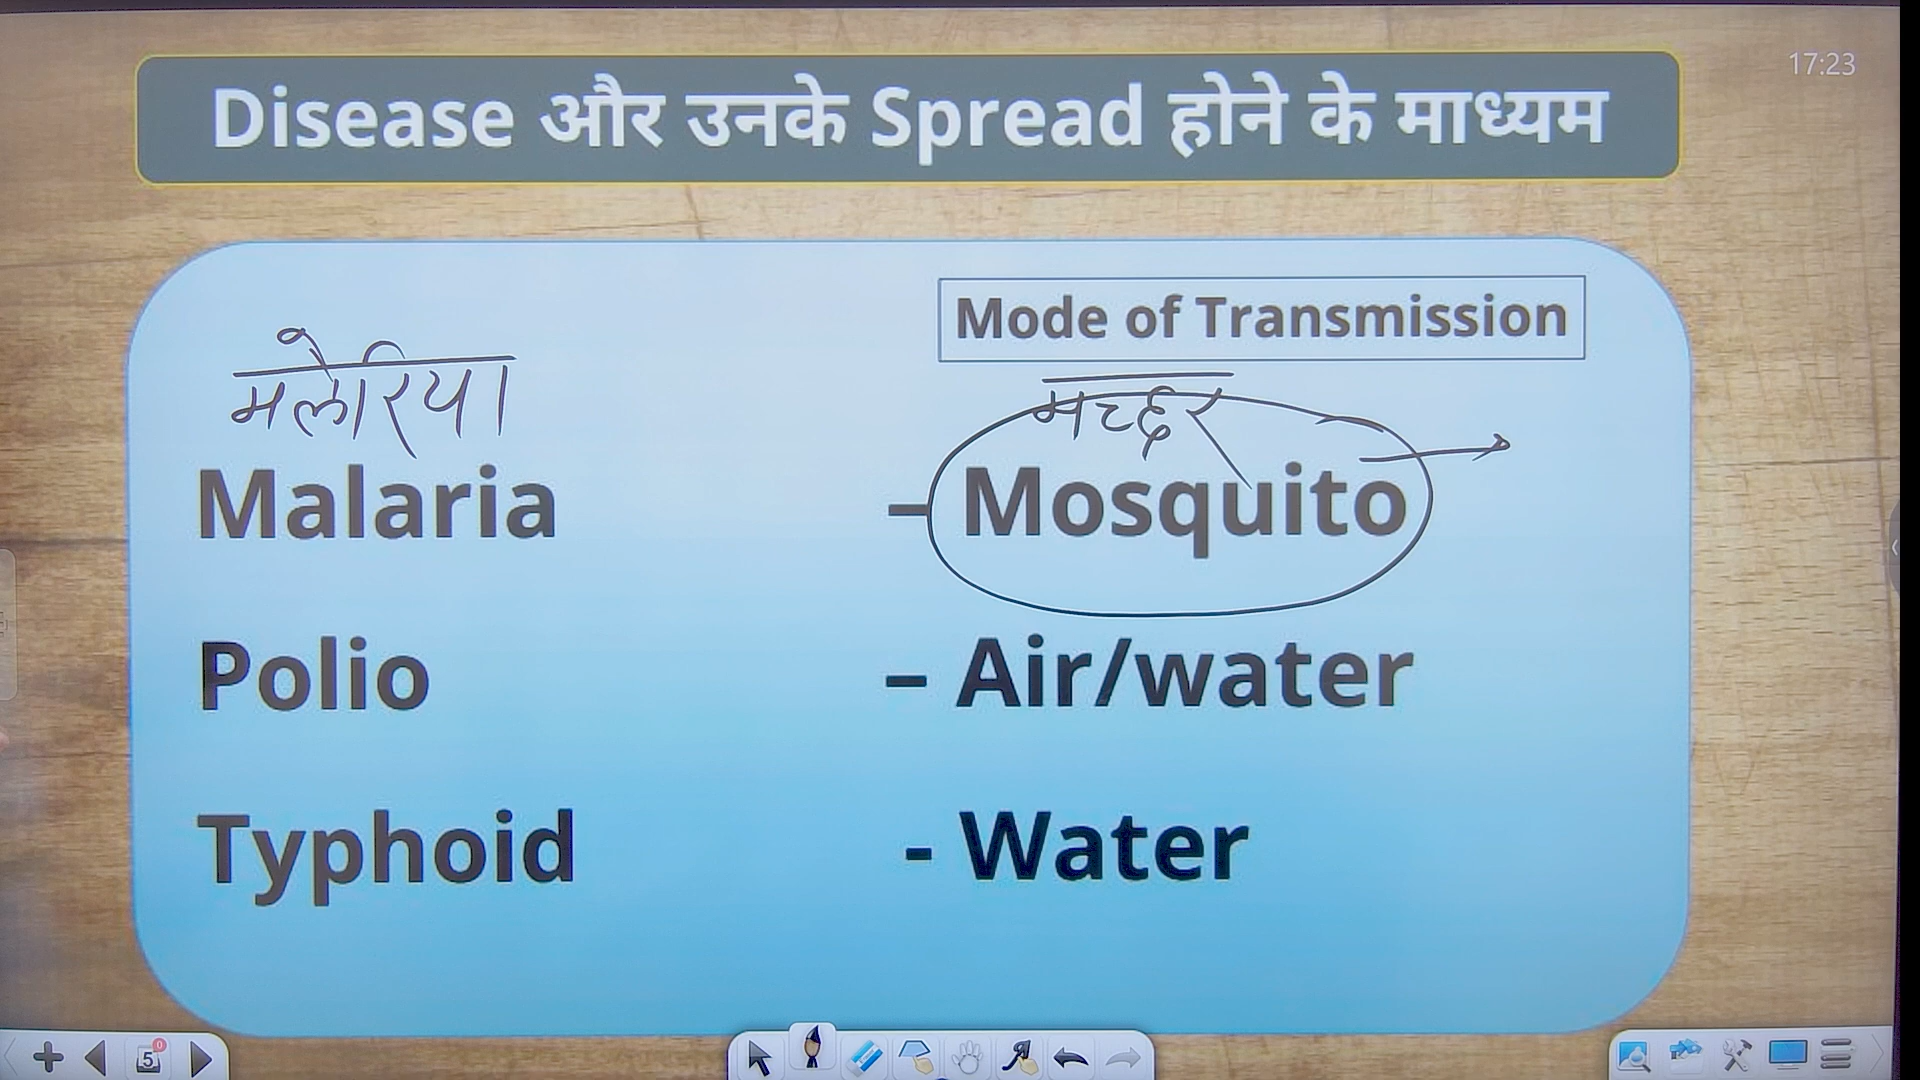 17:23
Disease और उनके Spread होने के माध्यम
Mode of Transmission
मलेरिया मच्छर
Malaria – Mosquito
Polio – Air/water
Typhoid - Water
5 0